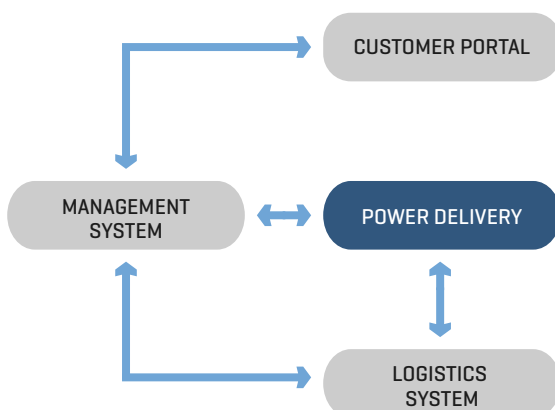 CUSTOMER PORTAL
MANAGEMENT
SYSTEM
POWER DELIVERY
LOGISTICS
SYSTEM